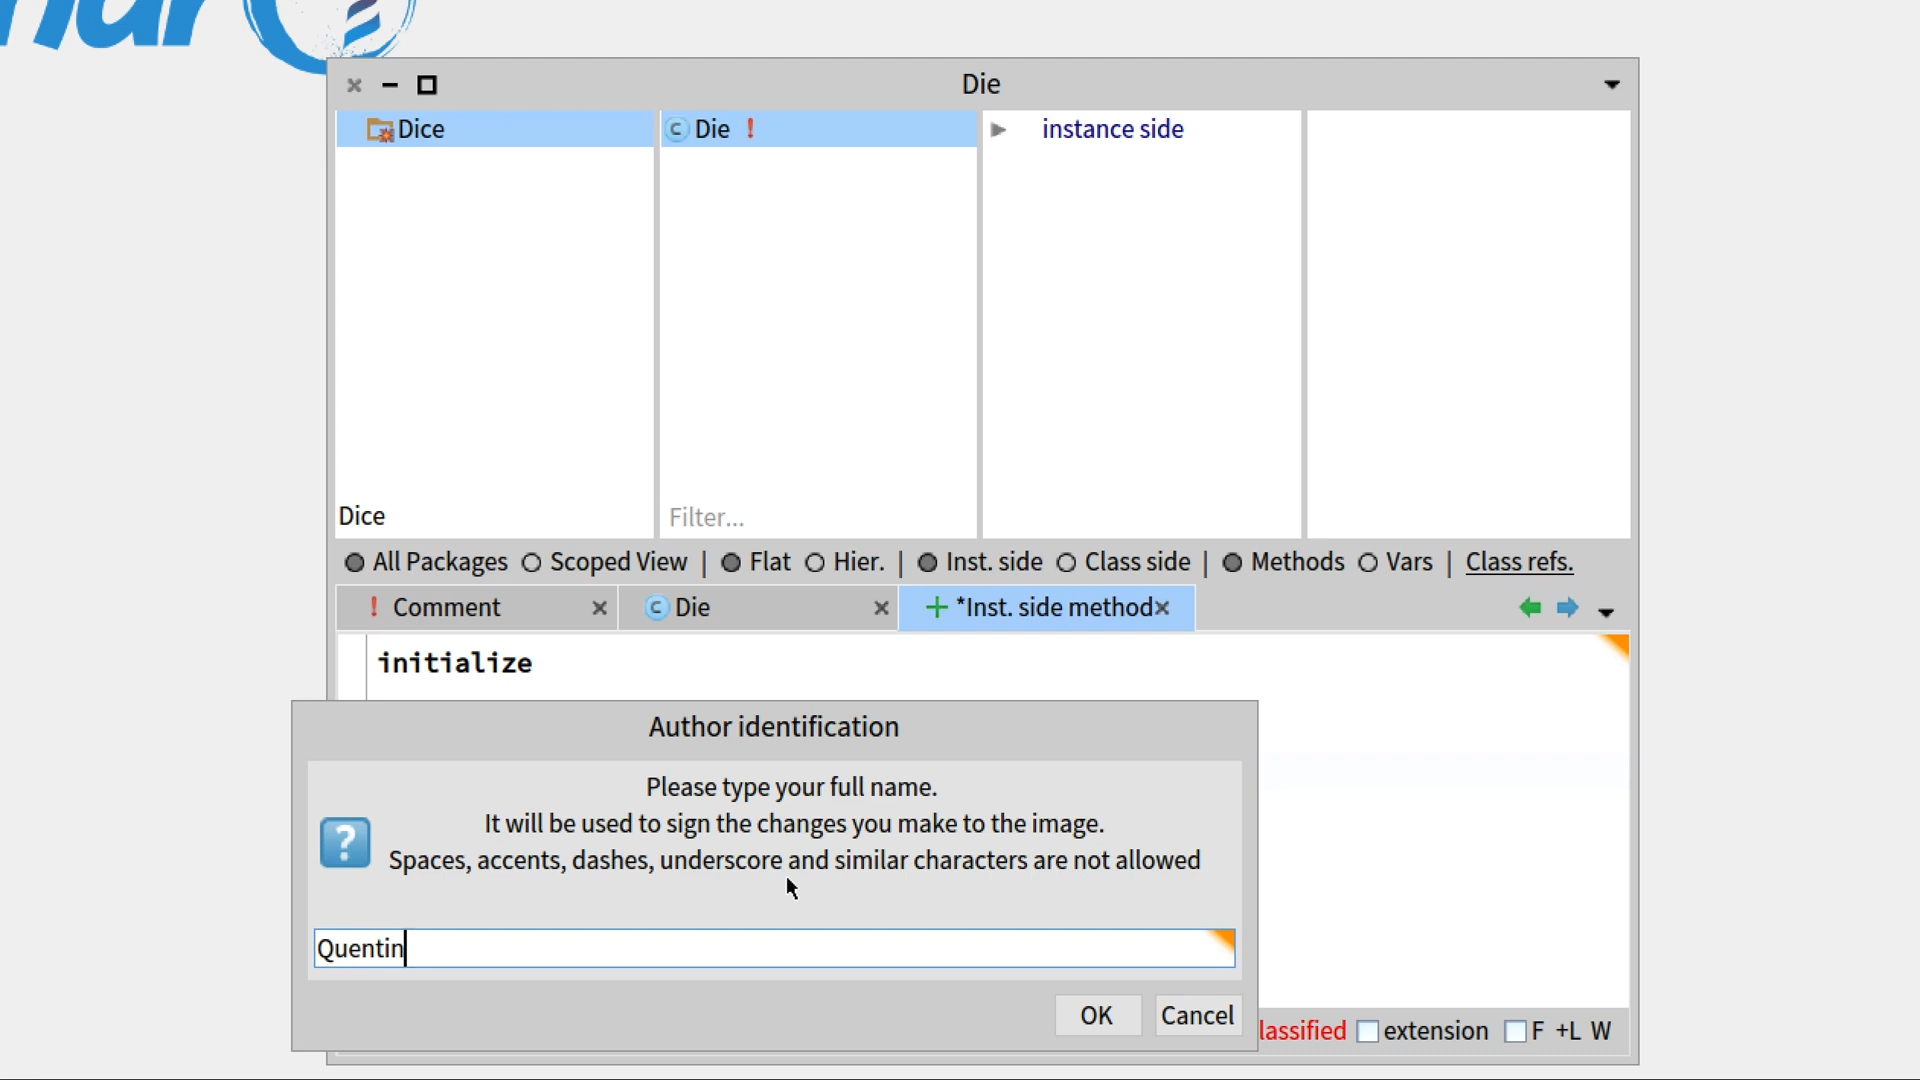 Die
Dice
Die
instance side
Dice
Filter...
All Packages Scoped View | Flat Hier. | Inst. side Class side | Methods Vars | Class refs.
Comment
Die
*Inst. side method
initialize
Author identification
Please type your full name.
It will be used to sign the changes you make to the image.
Spaces, accents, dashes, underscore and similar characters are not allowed
Quentin
OK
Cancel
lassified extension F +L W